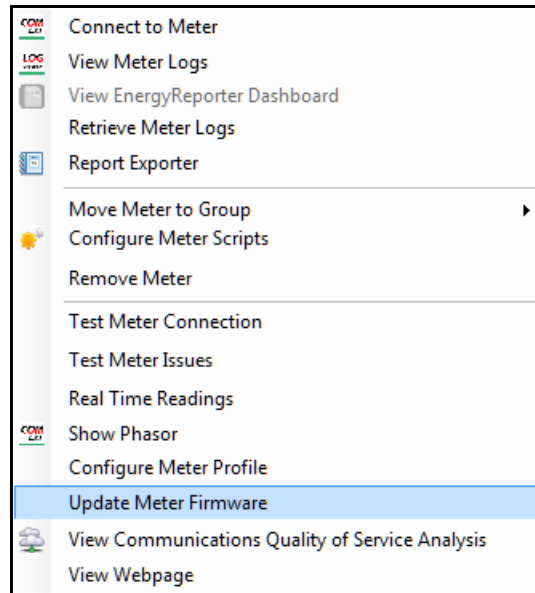 Connect to Meter
View Meter Logs
View EnergyReporter Dashboard
Retrieve Meter Logs
Report Exporter
Move Meter to Group
Configure Meter Scripts
Remove Meter
Test Meter Connection
Test Meter Issues
Real Time Readings
Show Phasor
Configure Meter Profile
Update Meter Firmware
View Communications Quality of Service Analysis
View Webpage